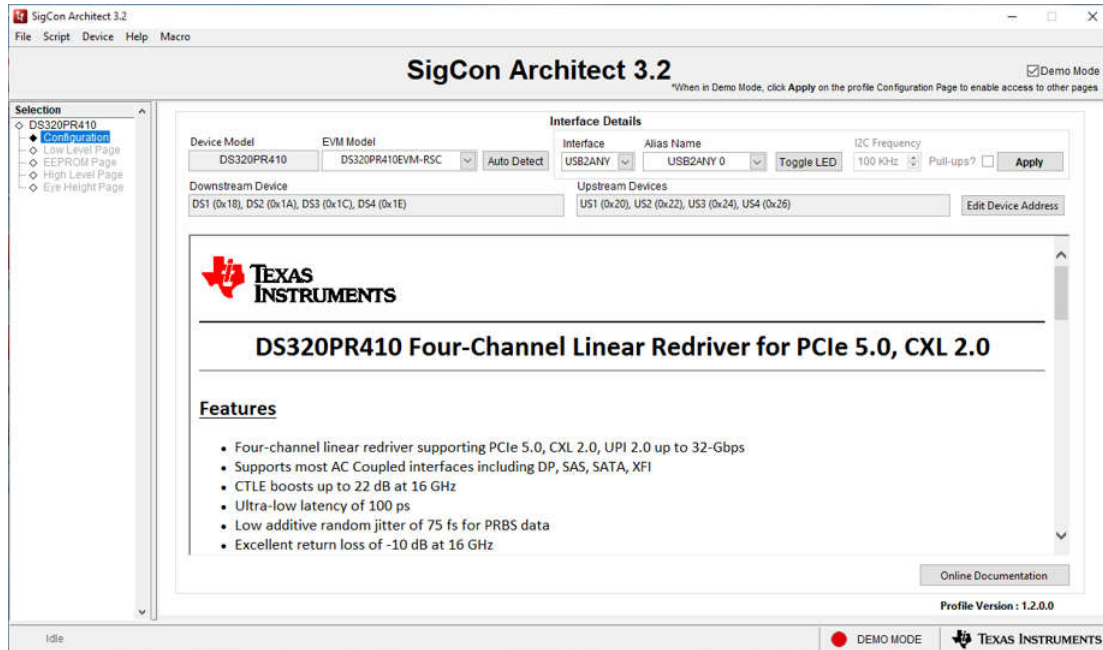 SigCon Architect 3.2
File Script Device Help Macro
SigCon Architect 3.2
Demo Mode
*When in Demo Mode, click Apply on the profile Configuration Page to enable access to other pages
Selection
DS320PR410
Configuration
Low Level Page
EEPROM Page
High Level Page
Eye Height Page
Interface Details
Device Model EVM Model Interface Alias Name I2C Frequency
DS320PR410 DS320PR410EVM-RSC Auto Detect USB2ANY USB2ANY 0 Toggle LED 100 KHz Pull-ups? Apply
Downstream Device Upstream Devices
DS1 (0x18), DS2 (0x1A), DS3 (0x1C), DS4 (0x1E) US1 (0x20), US2 (0x22), US3 (0x24), US4 (0x26) Edit Device Address
TEXAS
INSTRUMENTS
DS320PR410 Four-Channel Linear Redriver for PCIe 5.0, CXL 2.0
Features
• Four-channel linear redriver supporting PCIe 5.0, CXL 2.0, UPI 2.0 up to 32-Gbps
• Supports most AC Coupled interfaces including DP, SAS, SATA, XFI
• CTLE boosts up to 22 dB at 16 GHz
• Ultra-low latency of 100 ps
• Low additive random jitter of 75 fs for PRBS data
• Excellent return loss of -10 dB at 16 GHz
Online Documentation
Profile Version : 1.2.0.0
Idle DEMO MODE TEXAS INSTRUMENTS